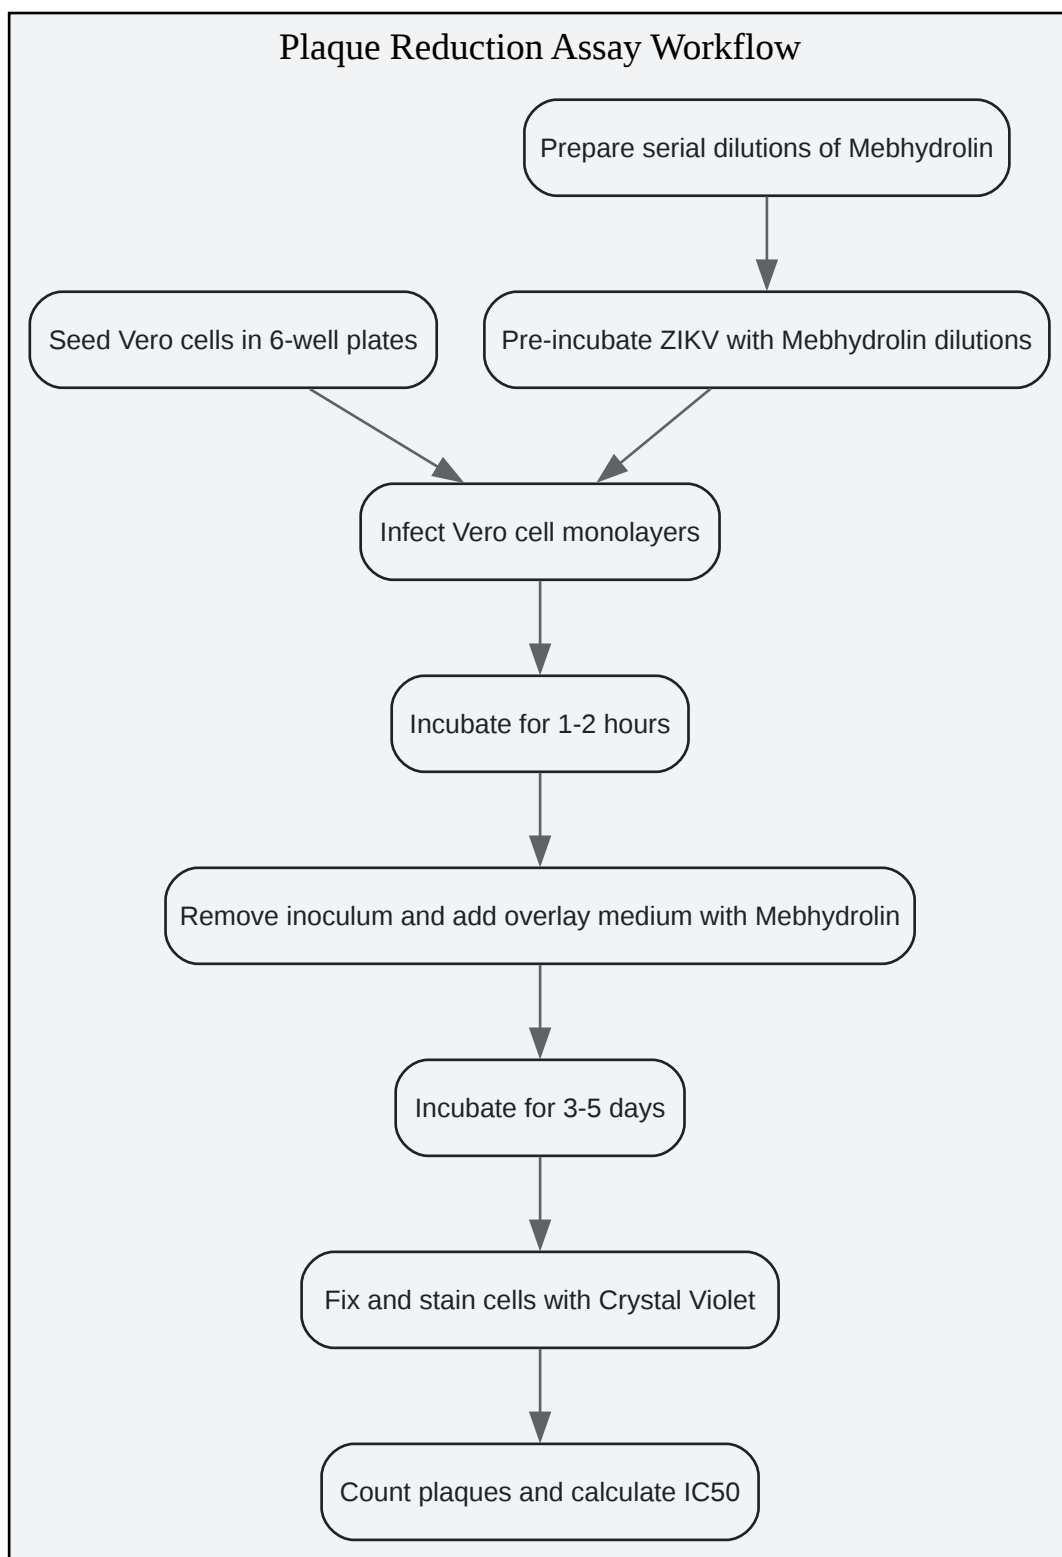 Plaque Reduction Assay Workflow
Prepare serial dilutions of Mebhydrolin
Seed Vero cells in 6-well plates
Pre-incubate ZIKV with Mebhydrolin dilutions
Infect Vero cell monolayers
Incubate for 1-2 hours
Remove inoculum and add overlay medium with Mebhydrolin
Incubate for 3-5 days
Fix and stain cells with Crystal Violet
Count plaques and calculate IC50